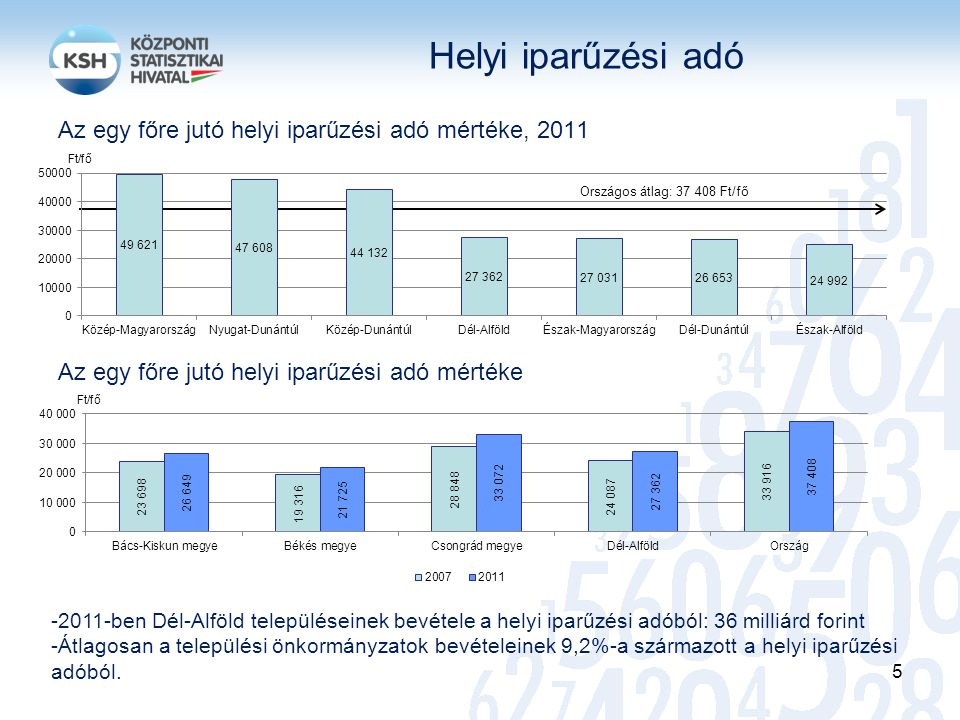 KSH
KÖZPONTI
STATISZTIKAI
HIVATAL
Helyi iparűzési adó
Az egy főre jutó helyi iparűzési adó mértéke, 2011
Ft/fő
50000
40000
30000
20000
10000
0
Országos átlag: 37 408 Ft/fő
49 621
47 608
44 132
27 362
27 031
26 653
24 992
Közép-Magyarország Nyugat-Dunántúl Közép-Dunántúl Dél-Alföld Észak-Magyarország Dél-Dunántúl Észak-Alföld
Az egy főre jutó helyi iparűzési adó mértéke
Ft/fő
40 000
30 000
20 000
10 000
0
23 698
26 649
19 316
21 725
28 848
33 072
24 087
27 362
33 916
37 408
Bács-Kiskun megye Békés megye Csongrád megye Dél-Alföld Ország
2007 2011
-2011-ben Dél-Alföld településeinek bevétele a helyi iparűzési adóból: 36 milliárd forint
-Átlagosan a települési önkormányzatok bevételeinek 9,2%-a származott a helyi iparűzési
adóból.
5